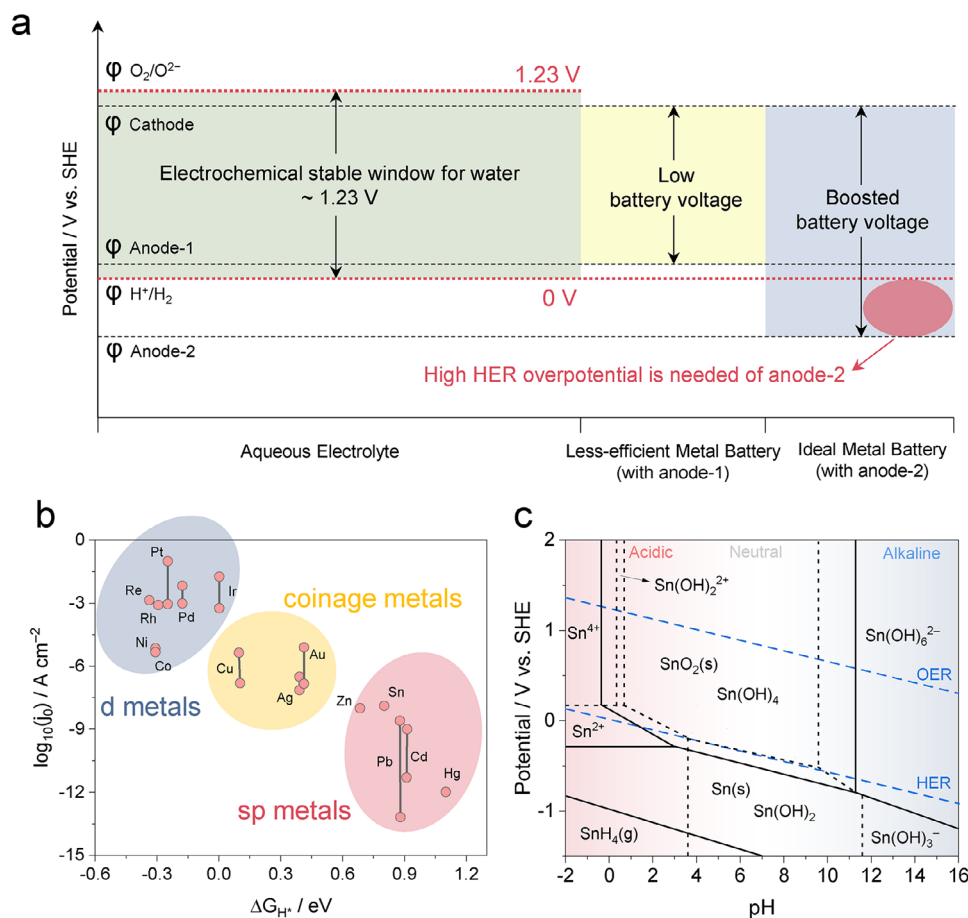 a
Potential / V vs. SHE
φ O₂/O²⁻
1.23 V
φ Cathode
Electrochemical stable window for water
~ 1.23 V
Low
battery voltage
Boosted
battery voltage
φ Anode-1
φ H⁺/H₂
0 V
φ Anode-2
High HER overpotential is needed of anode-2
Aqueous Electrolyte
Less-efficient Metal Battery
(with anode-1)
Ideal Metal Battery
(with anode-2)
b
log₁₀(j₀) / A cm⁻²
0
-3
-6
-9
-12
-15
Pt
Re
Rh
Pd
Ir
Ni
Co
d metals
coinage metals
Cu
Au
Ag
Zn
Sn
Pb
Cd
Hg
sp metals
-0.6
-0.3
0.0
0.3
0.6
0.9
1.2
ΔG_H* / eV
c
Potential / V vs. SHE
2
1
0
-1
Acidic
Neutral
Alkaline
Sn(OH)₂²⁺
Sn⁴⁺
Sn(OH)₆²⁻
SnO₂(s)
OER
Sn(OH)₄
Sn²⁺
HER
Sn(s)
Sn(OH)₂
SnH₄(g)
Sn(OH)₃⁻
-2
0
2
4
6
8
10
12
14
16
pH